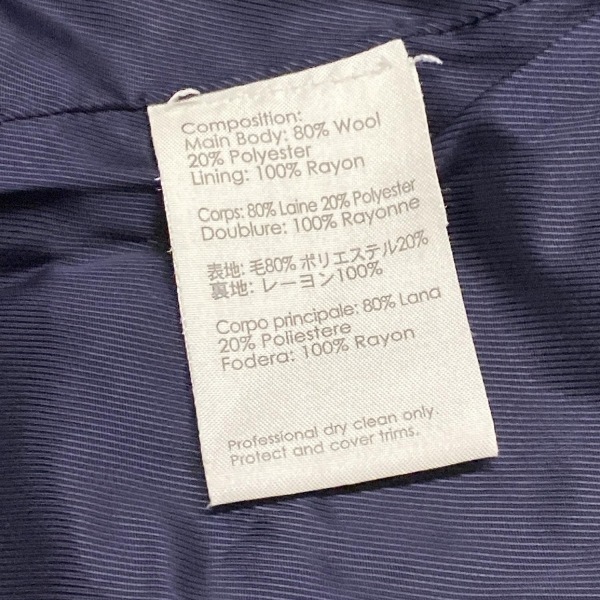 Composition:
Main Body: 80% Wool
20% Polyester
Lining: 100% Rayon
Corps: 80% Laine 20% Polyester
Doublure: 100% Rayonne
表地: 毛80% ポリエステル20%
裏地: レーヨン100%
Corpo principale: 80% Lana
20% Poliestere
Fodera: 100% Rayon
Professional dry clean only.
Protect and cover trims.